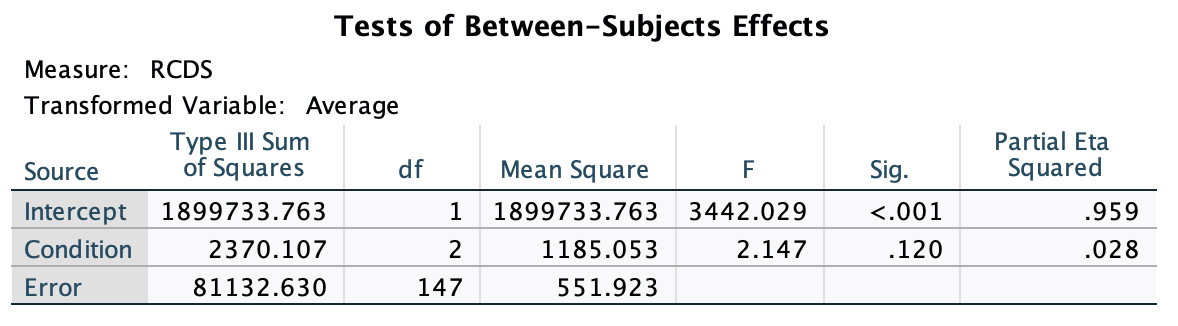 Tests of Between-Subjects Effects
Measure: RCDS
Transformed Variable: Average
Source Type III Sum of Squares df Mean Square F Sig. Partial Eta Squared
Intercept 1899733.763 1 1899733.763 3442.029 <.001 .959
Condition 2370.107 2 1185.053 2.147 .120 .028
Error 81132.630 147 551.923